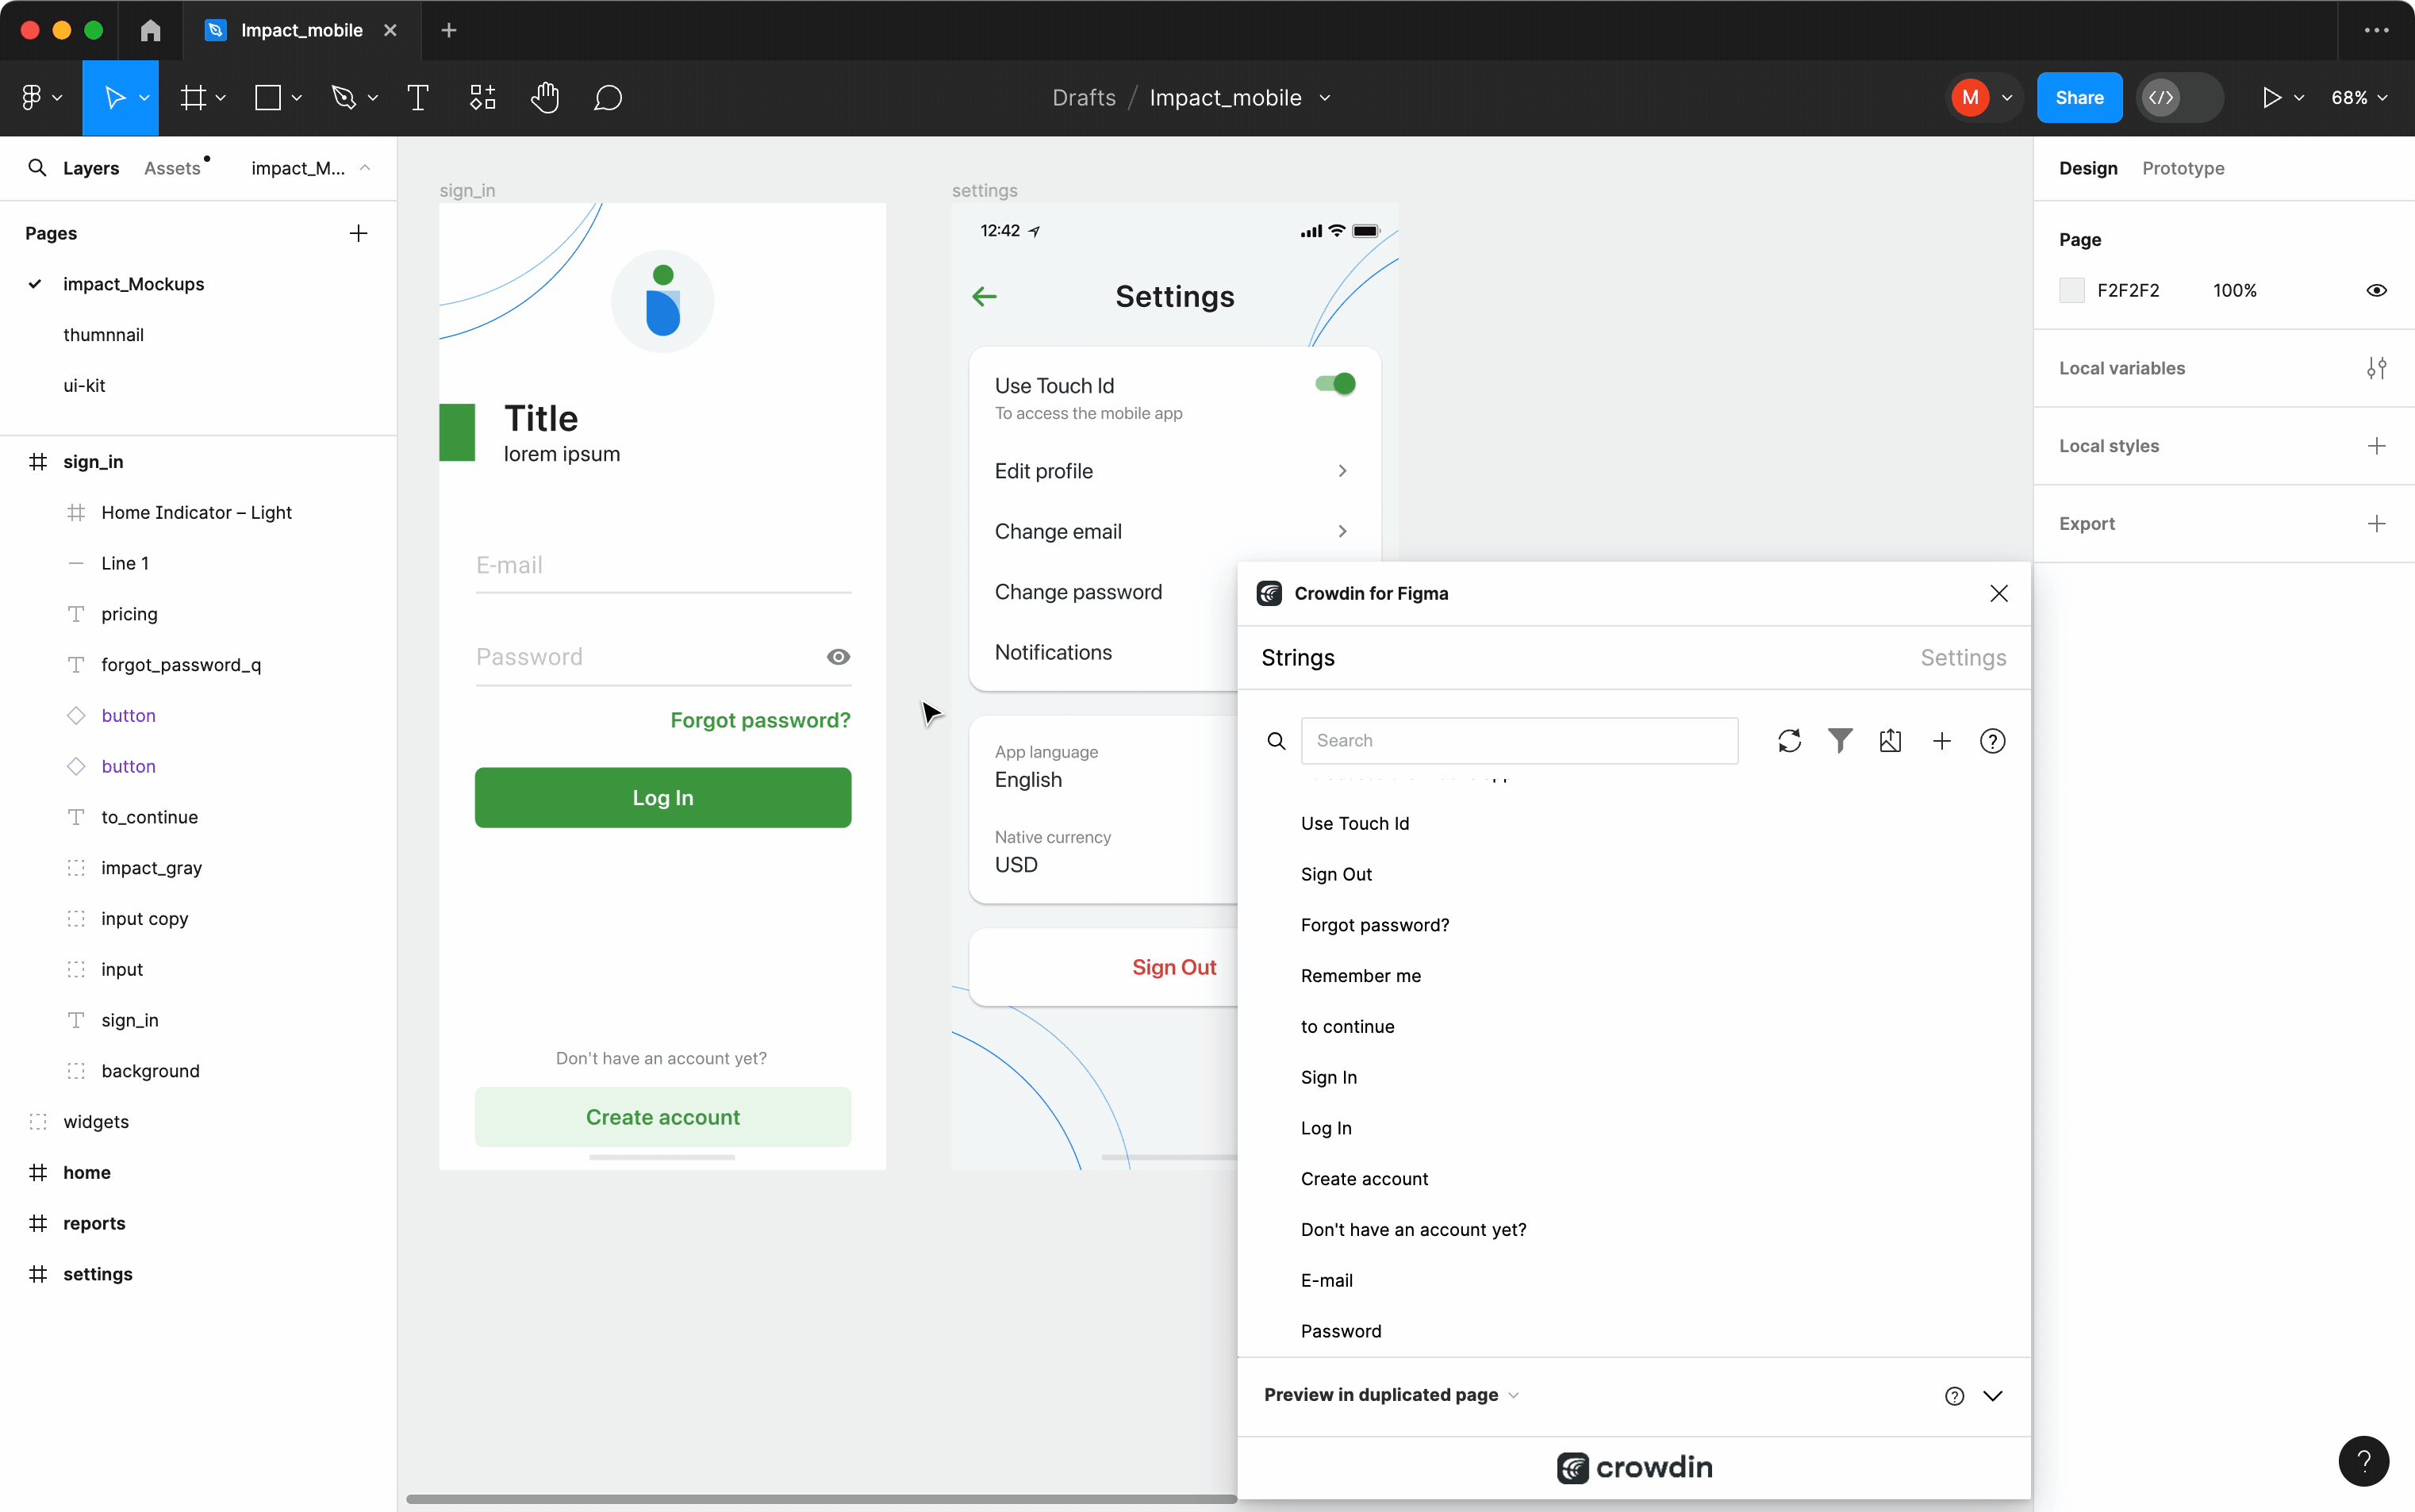 Impact_mobile
Drafts / Impact_mobile
M
Share
68%
Layers
Assets
impact_M...
Pages
impact_Mockups
thumnnail
ui-kit
sign_in
Home Indicator – Light
Line 1
pricing
forgot_password_q
button
button
to_continue
impact_gray
input copy
input
sign_in
background
widgets
home
reports
settings
sign_in
Title
lorem ipsum
E-mail
Password
Forgot password?
Log In
Don't have an account yet?
Create account
settings
12:42
Settings
Use Touch Id
To access the mobile app
Edit profile
Change email
Change password
Notifications
App language
English
Native currency
USD
Sign Out
Crowdin for Figma
Strings
Settings
Search
Use Touch Id
Sign Out
Forgot password?
Remember me
to continue
Sign In
Log In
Create account
Don't have an account yet?
E-mail
Password
Preview in duplicated page
crowdin
Design
Prototype
Page
F2F2F2
100%
Local variables
Local styles
Export
?